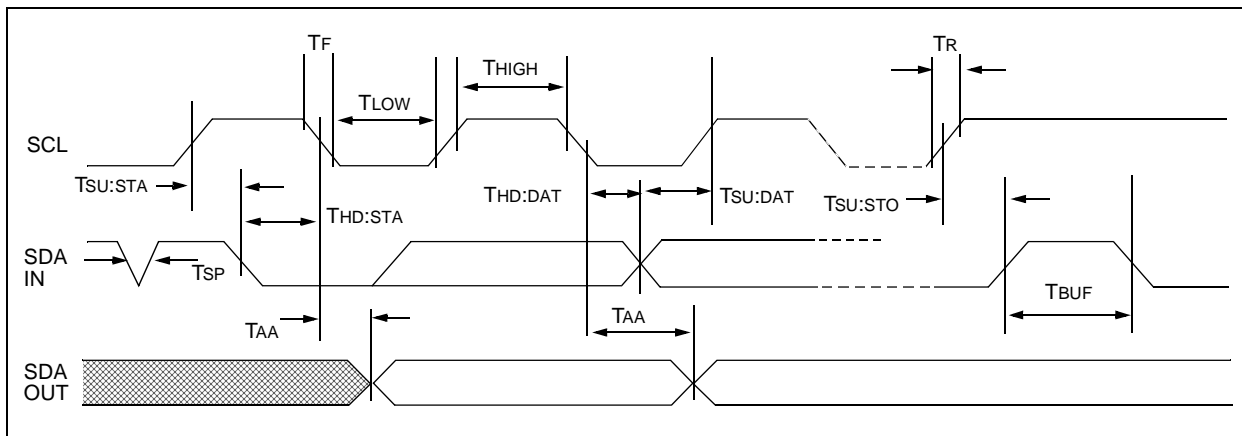 TF
TR
THIGH
TLOW
SCL
TSU:STA
THD:DAT
TSU:DAT
TSU:STO
THD:STA
SDA
IN
TSP
TBUF
TAA
TAA
SDA
OUT